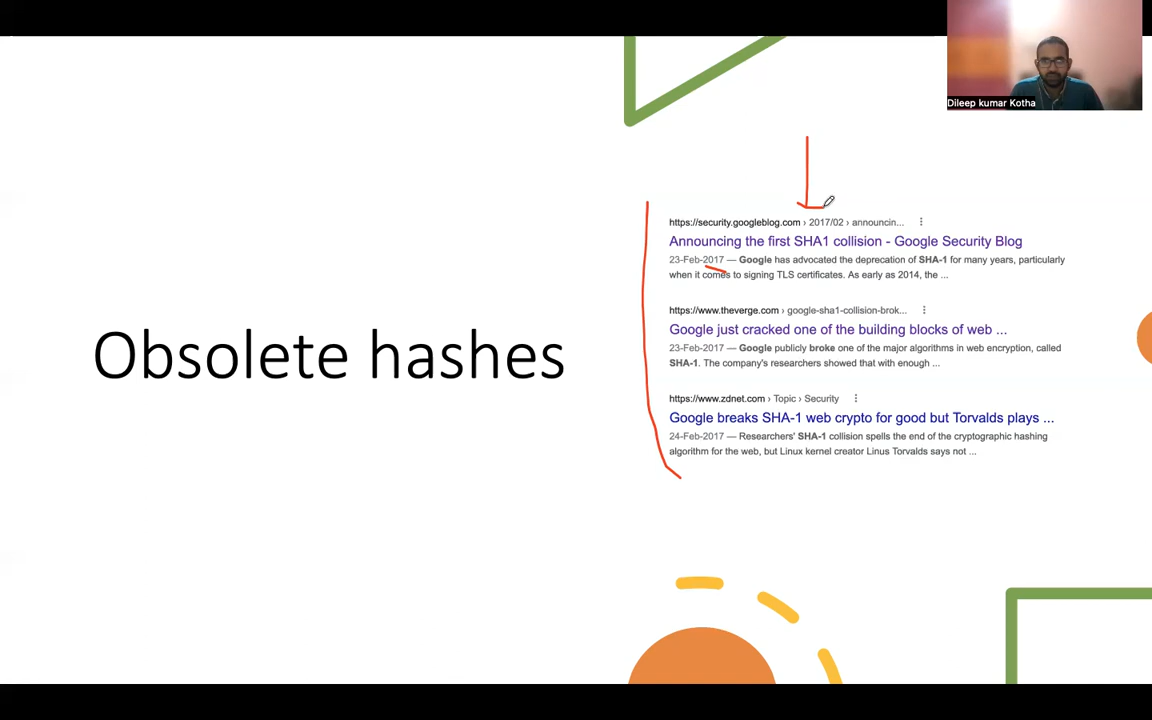 Dileep kumar Kotha
Obsolete hashes
https://security.googleblog.com › 2017/02 › announcin...
Announcing the first SHA1 collision - Google Security Blog
23-Feb-2017 — Google has advocated the deprecation of SHA-1 for many years, particularly
when it comes to signing TLS certificates. As early as 2014, the ...
https://www.theverge.com › google-sha1-collision-brok...
Google just cracked one of the building blocks of web ...
23-Feb-2017 — Google publicly broke one of the major algorithms in web encryption, called
SHA-1. The company's researchers showed that with enough ...
https://www.zdnet.com › Topic › Security
Google breaks SHA-1 web crypto for good but Torvalds plays ...
24-Feb-2017 — Researchers' SHA-1 collision spells the end of the cryptographic hashing
algorithm for the web, but Linux kernel creator Linus Torvalds says not ...